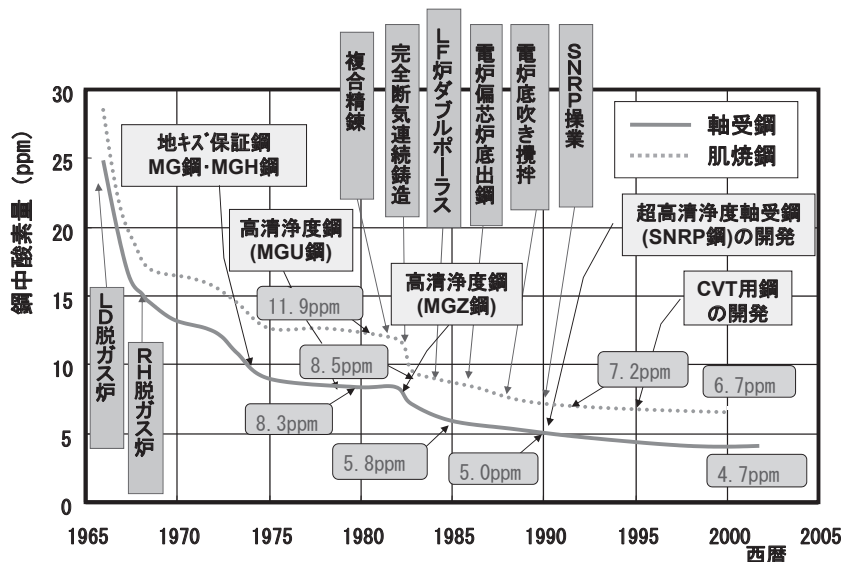 複合精錬
完全断気連続鋳造
LF炉ダブルポーラス
電炉偏芯炉底出鋼
電炉底吹き攪拌
SNRP操業
鋼中酸素量 (ppm)
30
25
20
15
10
5
0
軸受鋼
肌焼鋼
地キズ保証鋼
MG鋼・MGH鋼
高清浄度鋼
(MGU鋼)
高清浄度鋼
(MGZ鋼)
超高清浄度軸受鋼
(SNRP鋼)の開発
CVT用鋼
の開発
LD脱ガス炉
RH脱ガス炉
11.9ppm
8.5ppm
8.3ppm
5.8ppm
5.0ppm
7.2ppm
6.7ppm
4.7ppm
1965
1970
1975
1980
1985
1990
1995
2000
2005
西暦